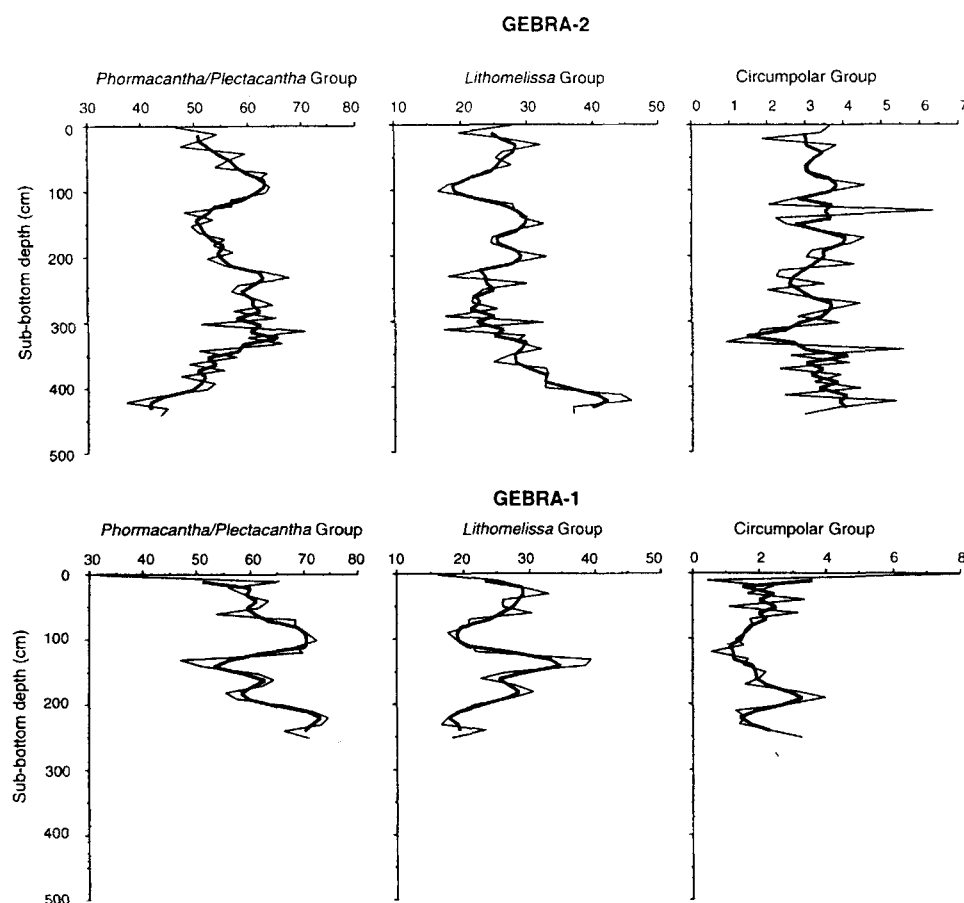 GEBRA-2
Phormacantha/Plectacantha Group Lithomelissa Group Circumpolar Group
30 40 50 60 70 80 10 20 30 40 50 0 1 2 3 4 5 6 7
0
100
200
300
400
500
Sub-bottom depth (cm)
GEBRA-1
Phormacantha/Plectacantha Group Lithomelissa Group Circumpolar Group
30 40 50 60 70 80 10 20 30 40 50 0 2 4 6 8
0
100
200
300
400
500
Sub-bottom depth (cm)